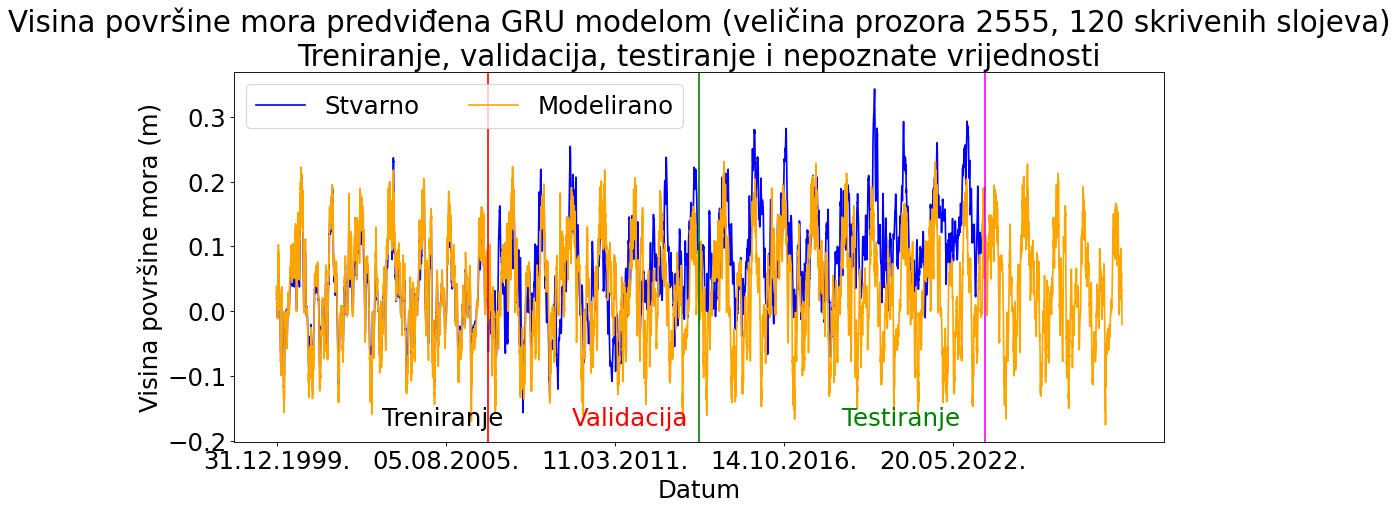 Visina površine mora predviđena GRU modelom (veličina prozora 2555, 120 skrivenih slojeva)
Treniranje, validacija, testiranje i nepoznate vrijednosti
Stvarno
Modelirano
Visina površine mora (m)
0.3
0.2
0.1
0.0
−0.1
−0.2
Treniranje
Validacija
Testiranje
31.12.1999.
05.08.2005.
11.03.2011.
14.10.2016.
20.05.2022.
Datum